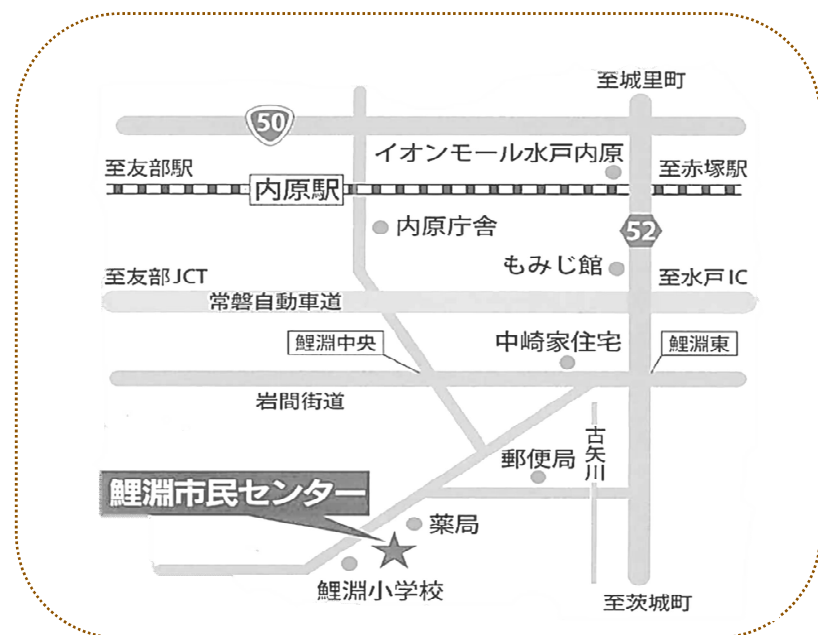 至城里町
50
イオンモール水戸内原
至友部駅
至赤塚駅
内原駅
内原庁舎
52
もみじ館
至友部JCT
至水戸IC
常磐自動車道
鯉淵中央
中崎家住宅
鯉淵東
岩間街道
古矢川
郵便局
鯉淵市民センター
薬局
鯉淵小学校
至茨城町